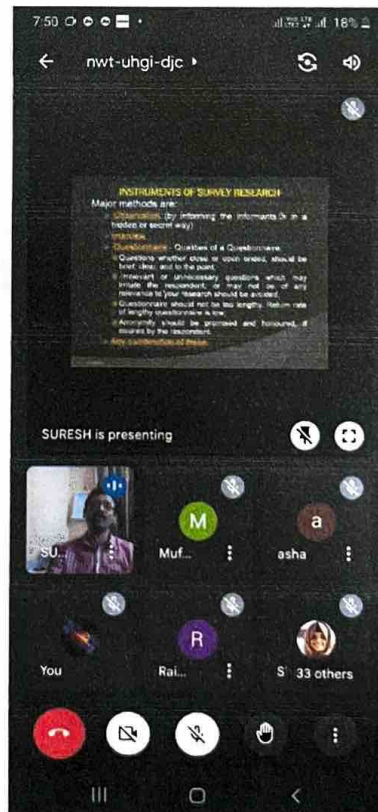 7:50
18%
nwt-uhgi-djc
INSTRUMENTS OF SURVEY RESEARCH
Major methods are:
Observation (by informing the informants or in a
hidden or secret way)
Interview
Questionnaire - Qualities of a Questionnaire.
Questions whether close or open ended, should be
brief, clear, and to the point.
Irrelevant or unnecessary questions which may
irritate the respondent, or may not be of any
relevance to your research should be avoided.
Questionnaire should not be too lengthy. Return rate
of lengthy questionnaire is low.
Anonymity should be promised and honoured, if
desired by the respondent.
Any combination of these.
SURESH is presenting
SU...
M
Muf...
a
asha
You
R
Rai...
S 33 others